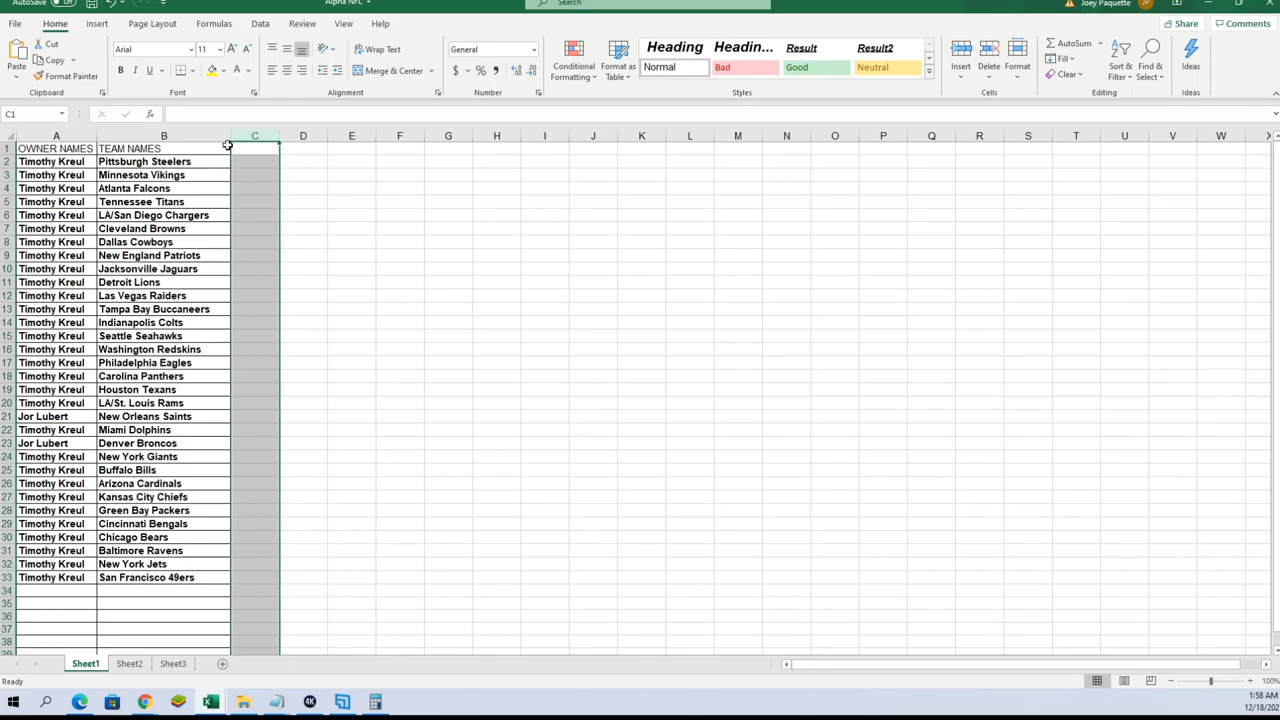 AutoSave Off Alpha NFL Search Joey Paquette JP
File Home Insert Page Layout Formulas Data Review View Help Share Comments
Paste Cut Copy Format Painter Clipboard
Arial 11 B I U A Font
Wrap Text Merge & Center Alignment
General $ % Number
Conditional Formatting Format as Table
Heading Headin... Result Result2
Normal Bad Good Neutral
Styles
Insert Delete Format Cells
AutoSum Fill Clear Sort & Filter Find & Select Editing
Ideas Ideas
C1 fx
A B C D E F G H I J K L M N O P Q R S T U V W X
1 OWNER NAMES TEAM NAMES
2 Timothy Kreul Pittsburgh Steelers
3 Timothy Kreul Minnesota Vikings
4 Timothy Kreul Atlanta Falcons
5 Timothy Kreul Tennessee Titans
6 Timothy Kreul LA/San Diego Chargers
7 Timothy Kreul Cleveland Browns
8 Timothy Kreul Dallas Cowboys
9 Timothy Kreul New England Patriots
10 Timothy Kreul Jacksonville Jaguars
11 Timothy Kreul Detroit Lions
12 Timothy Kreul Las Vegas Raiders
13 Timothy Kreul Tampa Bay Buccaneers
14 Timothy Kreul Indianapolis Colts
15 Timothy Kreul Seattle Seahawks
16 Timothy Kreul Washington Redskins
17 Timothy Kreul Philadelphia Eagles
18 Timothy Kreul Carolina Panthers
19 Timothy Kreul Houston Texans
20 Timothy Kreul LA/St. Louis Rams
21 Jor Lubert New Orleans Saints
22 Timothy Kreul Miami Dolphins
23 Jor Lubert Denver Broncos
24 Timothy Kreul New York Giants
25 Timothy Kreul Buffalo Bills
26 Timothy Kreul Arizona Cardinals
27 Timothy Kreul Kansas City Chiefs
28 Timothy Kreul Green Bay Packers
29 Timothy Kreul Cincinnati Bengals
30 Timothy Kreul Chicago Bears
31 Timothy Kreul Baltimore Ravens
32 Timothy Kreul New York Jets
33 Timothy Kreul San Francisco 49ers
34
35
36
37
38
39
Sheet1 Sheet2 Sheet3
Ready 100%
4K 1:58 AM
12/18/202